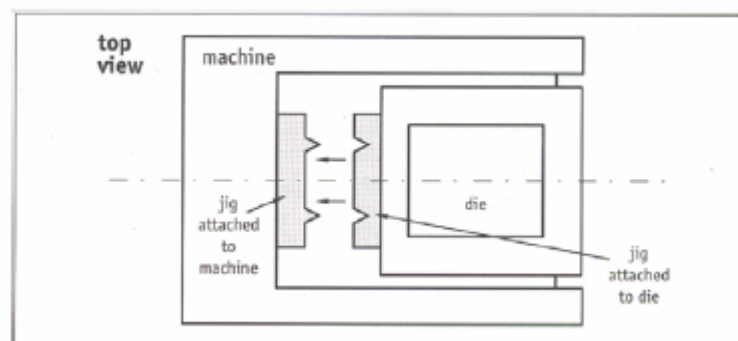 top
view
machine
jig
attached
to
machine
die
jig
attached
to die